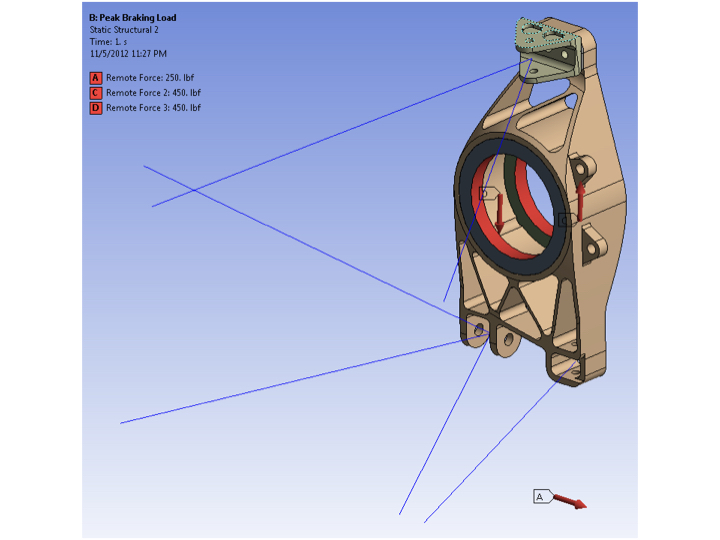 B: Peak Braking Load
Static Structural 2
Time: 1. s
11/5/2012 11:27 PM
A Remote Force: 250. lbf
C Remote Force 2: 450. lbf
D Remote Force 3: 450. lbf
A